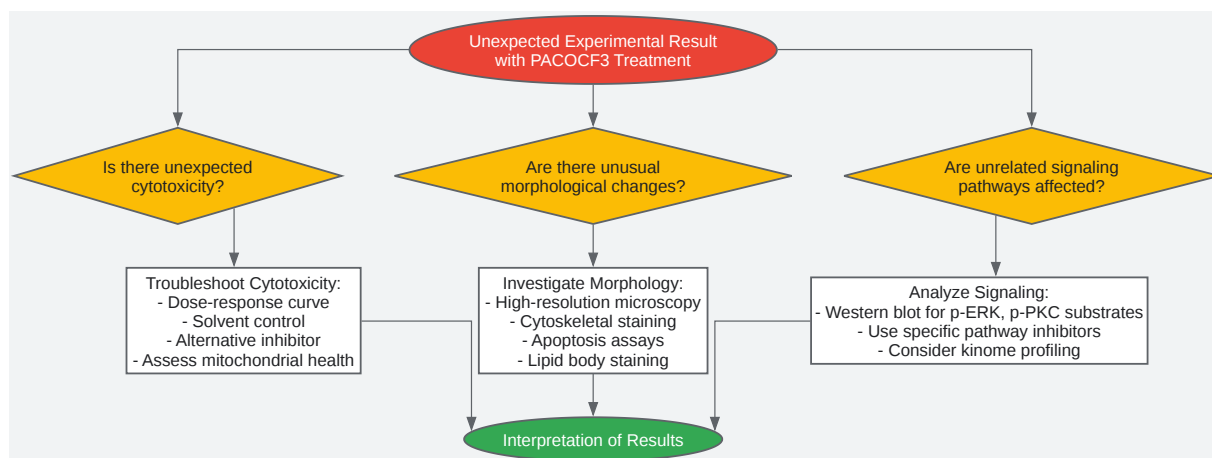 Unexpected Experimental Result
with PACOCF3 Treatment
Is there unexpected
cytotoxicity?
Are there unusual
morphological changes?
Are unrelated signaling
pathways affected?
Troubleshoot Cytotoxicity:
- Dose-response curve
- Solvent control
- Alternative inhibitor
- Assess mitochondrial health
Investigate Morphology:
- High-resolution microscopy
- Cytoskeletal staining
- Apoptosis assays
- Lipid body staining
Analyze Signaling:
- Western blot for p-ERK, p-PKC substrates
- Use specific pathway inhibitors
- Consider kinome profiling
Interpretation of Results